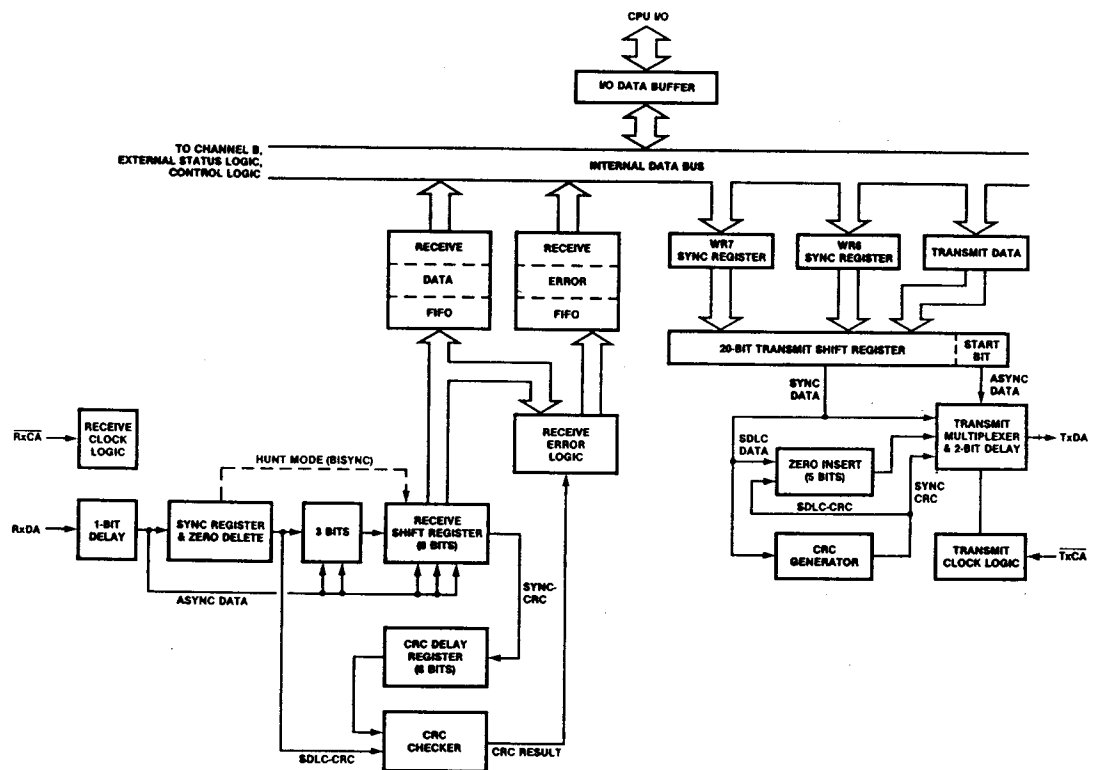 CPU I/O
I/O DATA BUFFER
TO CHANNEL B,
EXTERNAL STATUS LOGIC,
CONTROL LOGIC
INTERNAL DATA BUS
RECEIVE
DATA
FIFO
RECEIVE
ERROR
FIFO
WR7
SYNC REGISTER
WR6
SYNC REGISTER
TRANSMIT DATA
20-BIT TRANSMIT SHIFT REGISTER
START
BIT
SYNC
DATA
ASYNC
DATA
RxCA
RECEIVE
CLOCK
LOGIC
RECEIVE
ERROR
LOGIC
TRANSMIT
MULTIPLEXER
& 2-BIT DELAY
TxDA
SDLC
DATA
ZERO INSERT
(5 BITS)
SYNC
CRC
SDLC-CRC
HUNT MODE (BISYNC)
RxDA
1-BIT
DELAY
SYNC REGISTER
& ZERO DELETE
3 BITS
RECEIVE
SHIFT REGISTER
(8 BITS)
CRC
GENERATOR
TRANSMIT
CLOCK LOGIC
TxCA
ASYNC DATA
SYNC-
CRC
CRC DELAY
REGISTER
(8 BITS)
CRC
CHECKER
SDLC-CRC
CRC RESULT